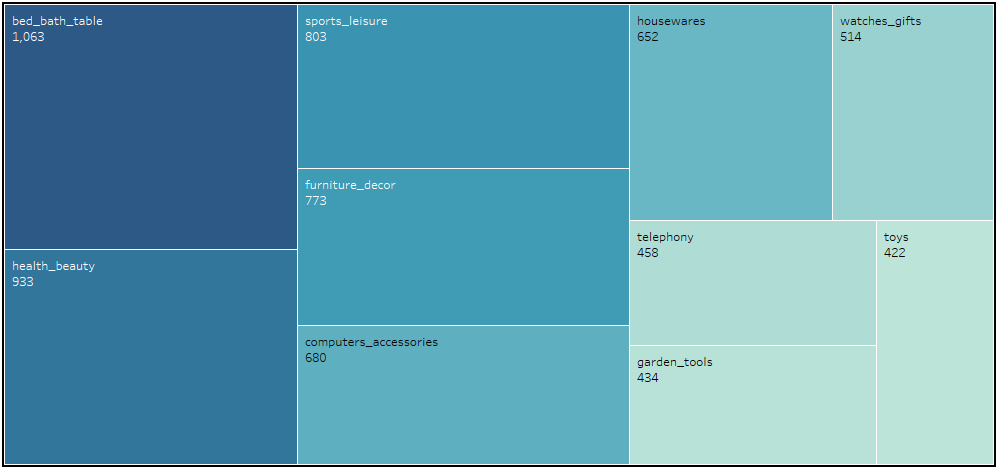 bed_bath_table
1,063
health_beauty
933
sports_leisure
803
furniture_decor
773
computers_accessories
680
housewares
652
watches_gifts
514
telephony
458
garden_tools
434
toys
422